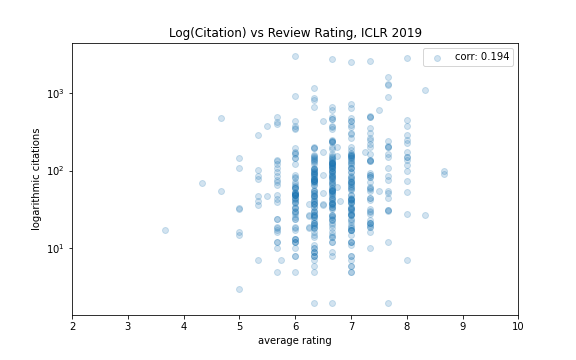 Log(Citation) vs Review Rating, ICLR 2019
corr: 0.194
logarithmic citations
10³
10²
10¹
2 3 4 5 6 7 8 9 10
average rating